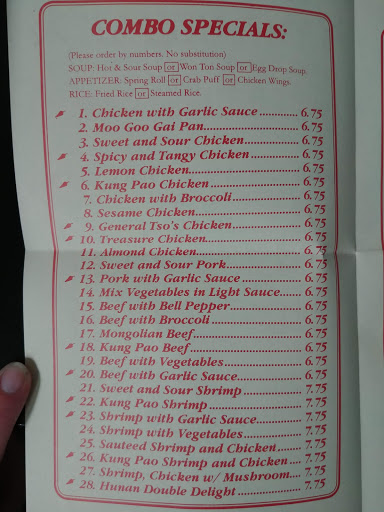 COMBO SPECIALS:
(Please order by numbers. No substitution)
SOUP: Hot & Sour Soup or Won Ton Soup or Egg Drop Soup.
APPETIZER: Spring Roll or Crab Puff or Chicken Wings.
RICE: Fried Rice or Steamed Rice.
1. Chicken with Garlic Sauce ............ 6.75
2. Moo Goo Gai Pan........................ 6.75
3. Sweet and Sour Chicken............. 6.75
4. Spicy and Tangy Chicken ........... 6.75
5. Lemon Chicken........................... 6.75
6. Kung Pao Chicken ..................... 6.75
7. Chicken with Broccoli................. 6.75
8. Sesame Chicken.......................... 6.75
9. General Tso's Chicken ............... 6.75
10. Treasure Chicken....................... 6.75
11. Almond Chicken........................ 6.75
12. Sweet and Sour Pork................. 6.75
13. Pork with Garlic Sauce .............. 6.75
14. Mix Vegetables in Light Sauce....... 6.75
15. Beef with Bell Pepper................. 6.75
16. Beef with Broccoli..................... 6.75
17. Mongolian Beef......................... 6.75
18. Kung Pao Beef.......................... 6.75
19. Beef with Vegetables ................. 6.75
20. Beef with Garlic Sauce............... 6.75
21. Sweet and Sour Shrimp ............. 7.75
22. Kung Pao Shrimp ...................... 7.75
23. Shrimp with Garlic Sauce........... 7.75
24. Shrimp with Vegetables .............. 7.75
25. Sauteed Shrimp and Chicken ....... 7.75
26. Kung Pao Shrimp and Chicken .... 7.75
27. Shrimp, Chicken w/ Mushroom.... 7.75
28. Hunan Double Delight ................ 7.75